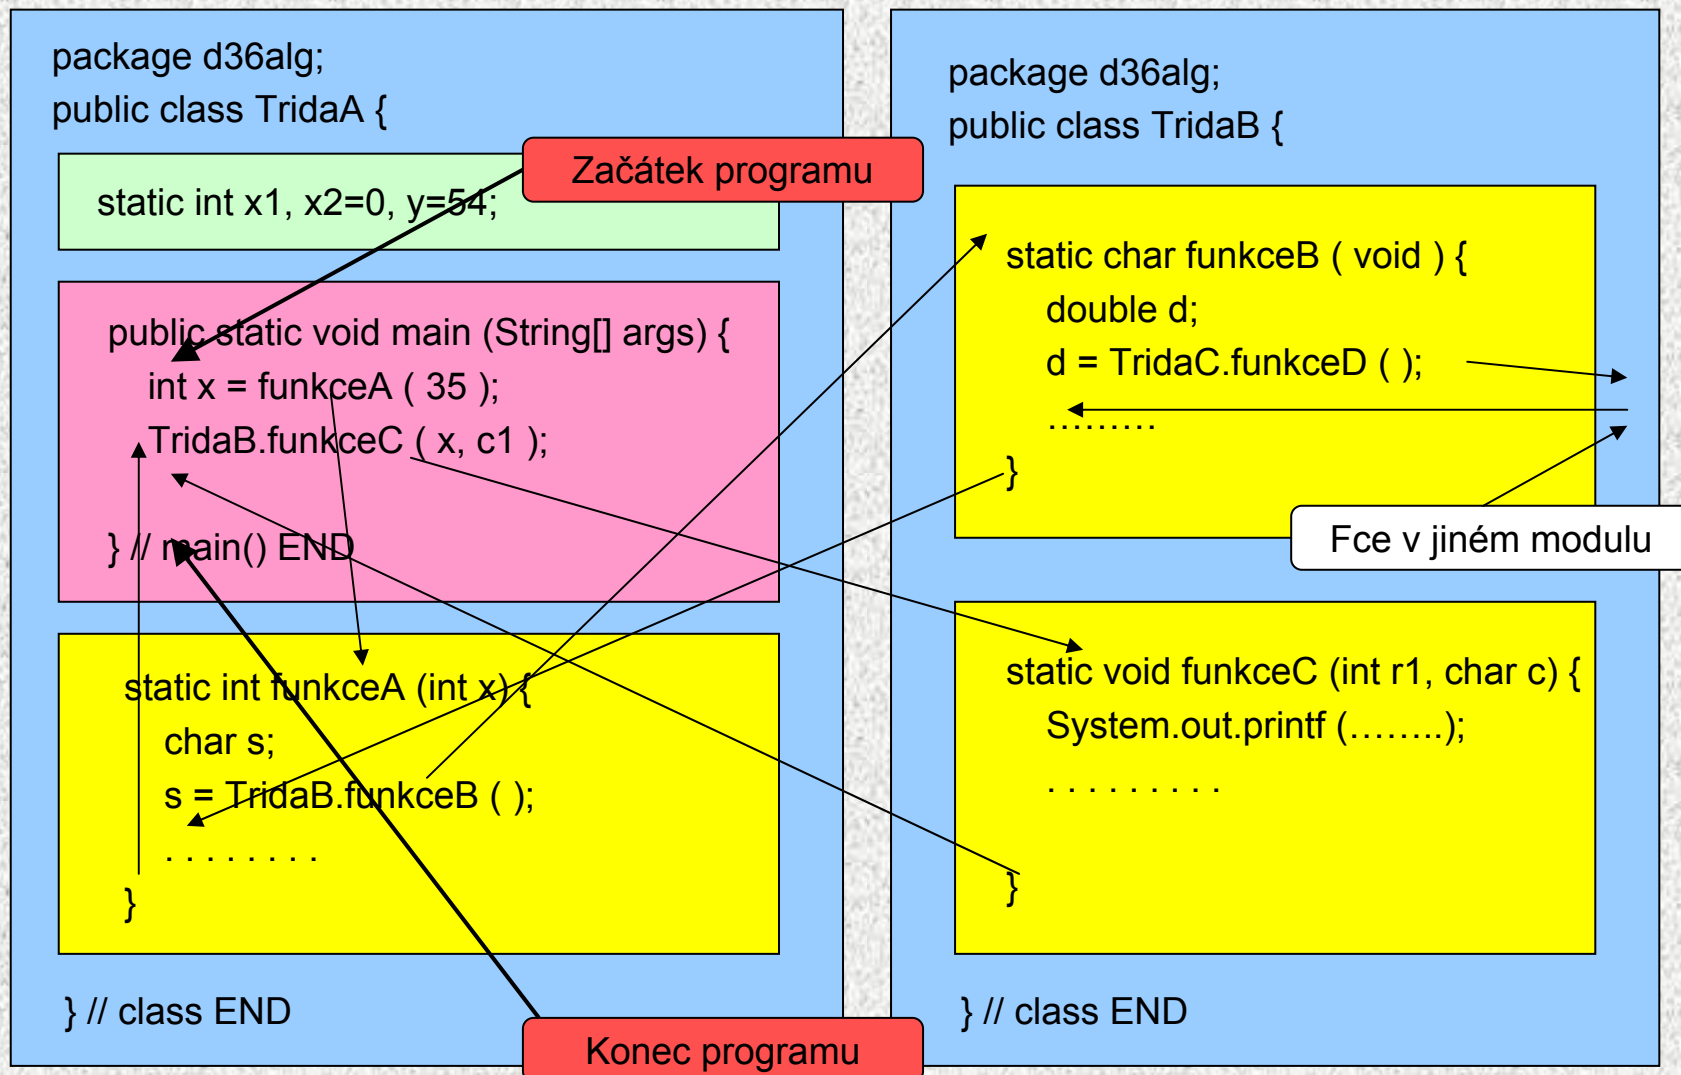 package d36alg;
public class TridaA {
Začátek programu
static int x1, x2=0, y=54;
public static void main (String[] args) {
int x = funkceA ( 35 );
TridaB.funkceC ( x, c1 );
} // main() END
static int funkceA (int x) {
char s;
s = TridaB.funkceB ( );
. . . . . . . .
}
} // class END
Konec programu
package d36alg;
public class TridaB {
static char funkceB ( void ) {
double d;
d = TridaC.funkceD ( );
………
}
Fce v jiném modulu
static void funkceC (int r1, char c) {
System.out.printf (……..);
. . . . . . . . .
}
} // class END